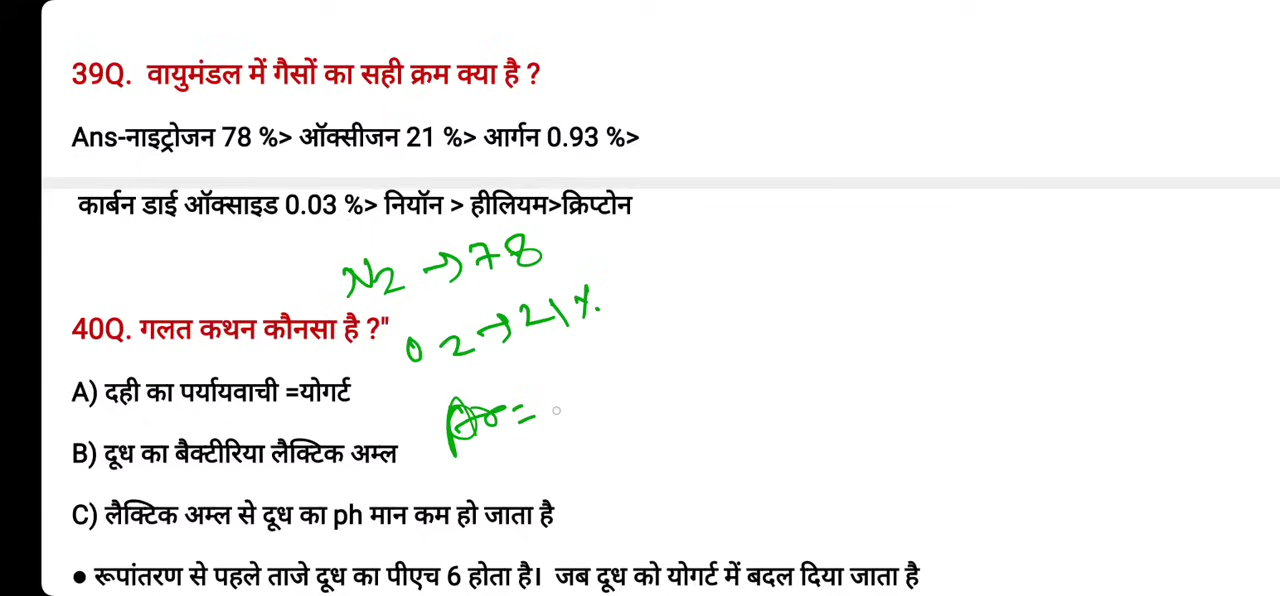 39Q. वायुमंडल में गैसों का सही क्रम क्या है ?
Ans-नाइट्रोजन 78 %> ऑक्सीजन 21 %> आर्गन 0.93 %>
कार्बन डाई ऑक्साइड 0.03 %> नियॉन > हीलियम>क्रिप्टोन
N2 → 78
O2 → 21%.
40Q. गलत कथन कौनसा है ?"
Ar =
A) दही का पर्यायवाची =योगर्ट
B) दूध का बैक्टीरिया लैक्टिक अम्ल
C) लैक्टिक अम्ल से दूध का ph मान कम हो जाता है
● रूपांतरण से पहले ताजे दूध का पीएच 6 होता है। जब दूध को योगर्ट में बदल दिया जाता है